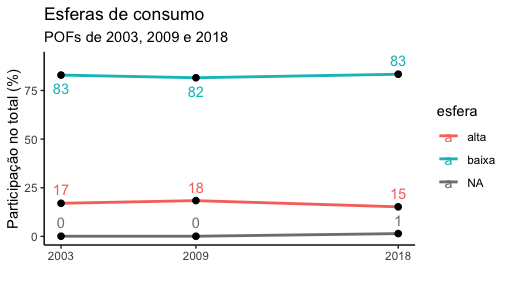 Esferas de consumo
POFs de 2003, 2009 e 2018
Participação no total (%)
75
50
25
0
83
82
83
17
18
15
0
0
1
2003
2009
2018
esfera
a alta
a baixa
a NA